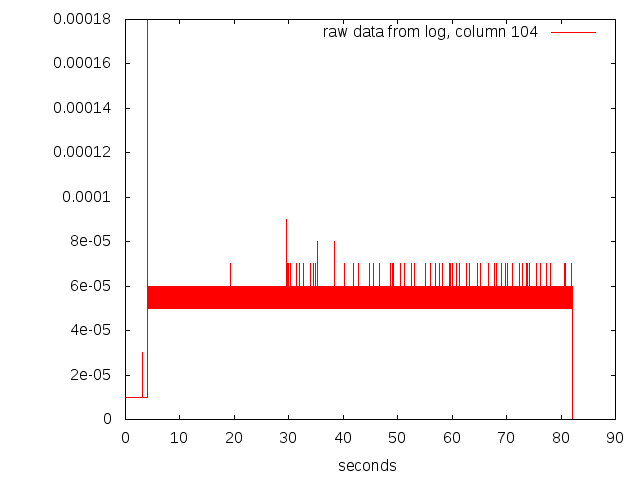 0.00018
raw data from log, column 104
0.00016
0.00014
0.00012
0.0001
8e-05
6e-05
4e-05
2e-05
0
0 10 20 30 40 50 60 70 80 90
seconds